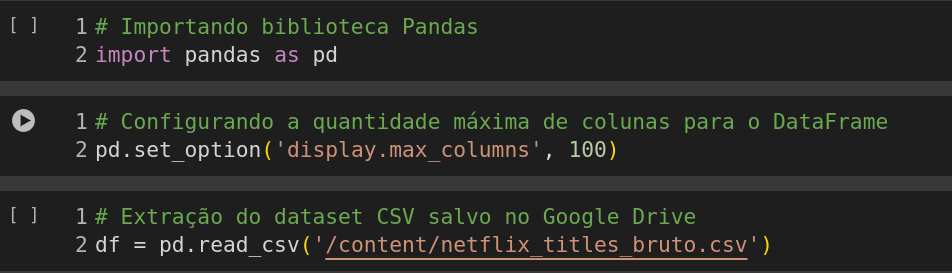 [ ] 1 # Importando biblioteca Pandas
2 import pandas as pd
1 # Configurando a quantidade máxima de colunas para o DataFrame
2 pd.set_option('display.max_columns', 100)
[ ] 1 # Extração do dataset CSV salvo no Google Drive
2 df = pd.read_csv('/content/netflix_titles_bruto.csv')